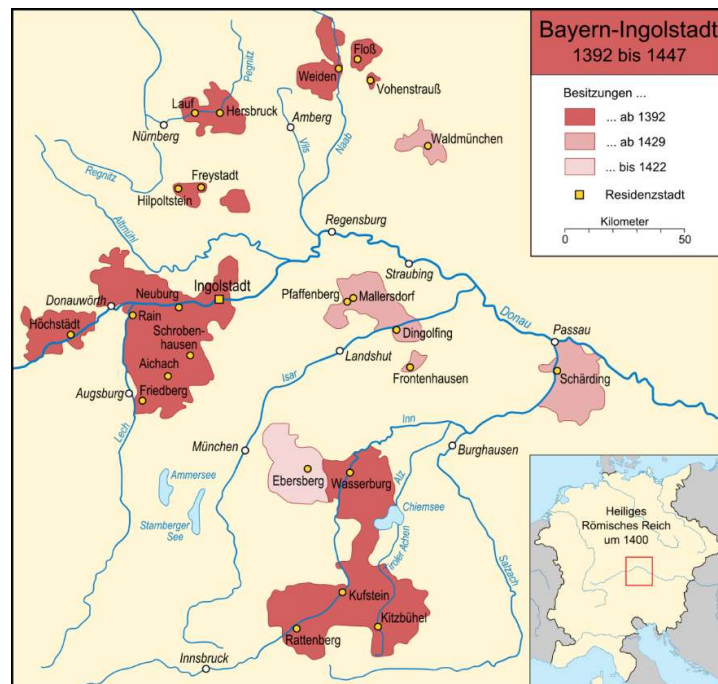 Bayern-Ingolstadt
1392 bis 1447
Besitzungen ...
... ab 1392
... ab 1429
... bis 1422
Residenzstadt
Kilometer
0
50
Pegnitz
Floß
Weiden
Vohenstrauß
Lauf
Hersbruck
Amberg
Nürnberg
Vils
Naab
Waldmünchen
Regnitz
Freystadt
Hilpoltstein
Altmühl
Regensburg
Straubing
Ingolstadt
Neuburg
Donauwörth
Rain
Höchstädt
Schroben-
hausen
Aichach
Augsburg
Friedberg
Lech
Pfaffenberg
Mallersdorf
Dingolfing
Donau
Passau
Landshut
Isar
Frontenhausen
Schärding
Inn
München
Burghausen
Ebersberg
Wasserburg
Alz
Ammersee
Chiemsee
Starnberger
See
Tiroler Achen
Salzach
Kufstein
Kitzbühel
Rattenberg
Innsbruck
Heiliges
Römisches Reich
um 1400